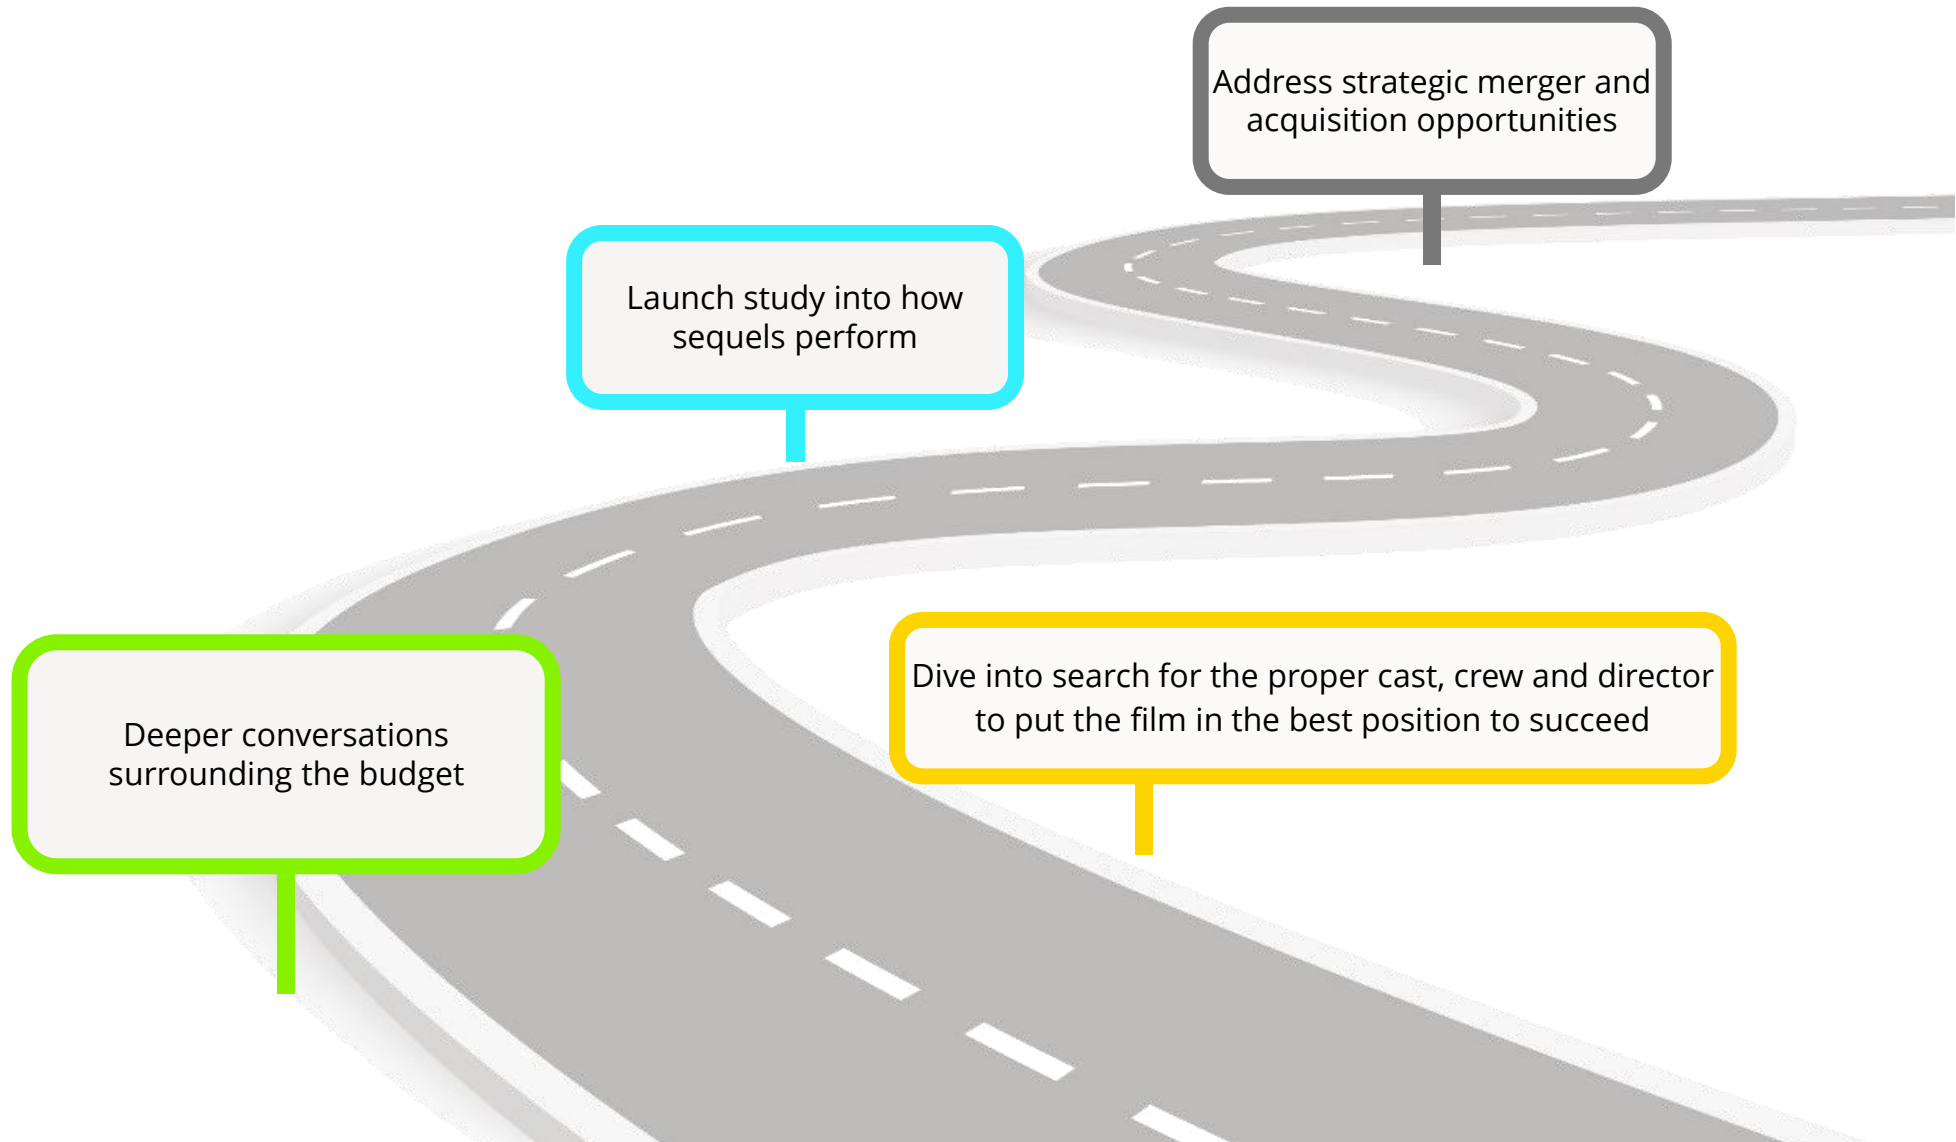 Address strategic merger and
acquisition opportunities
Launch study into how
sequels perform
Dive into search for the proper cast, crew and director
to put the film in the best position to succeed
Deeper conversations
surrounding the budget